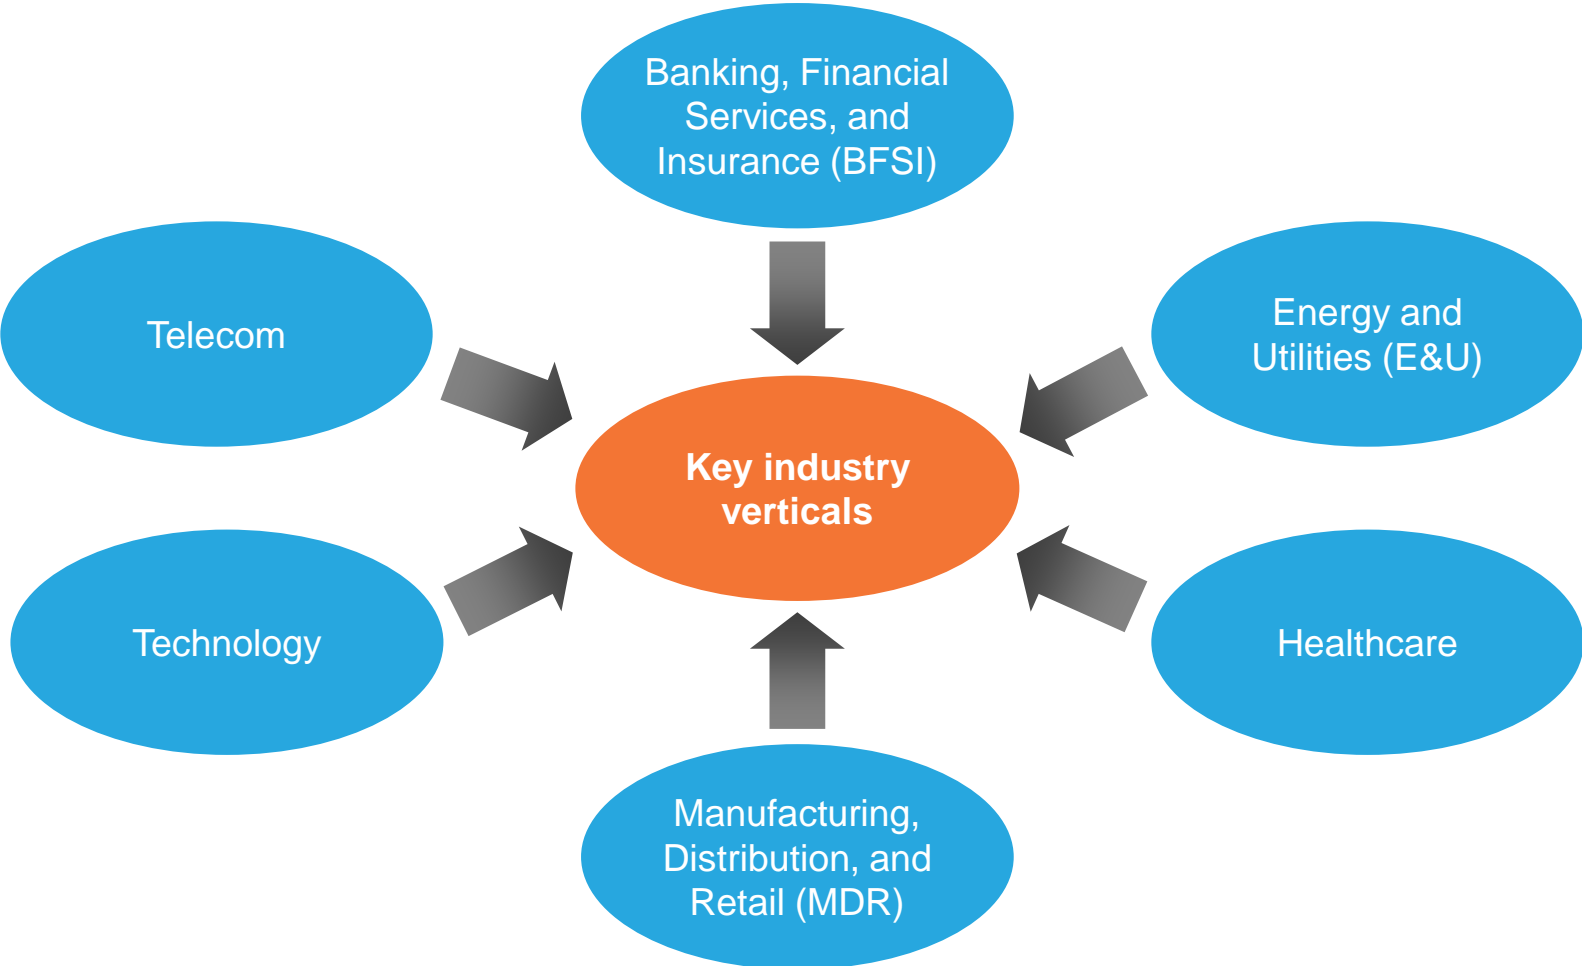 Banking, Financial
Services, and
Insurance (BFSI)
Telecom
Energy and
Utilities (E&U)
Key industry
verticals
Technology
Healthcare
Manufacturing,
Distribution, and
Retail (MDR)